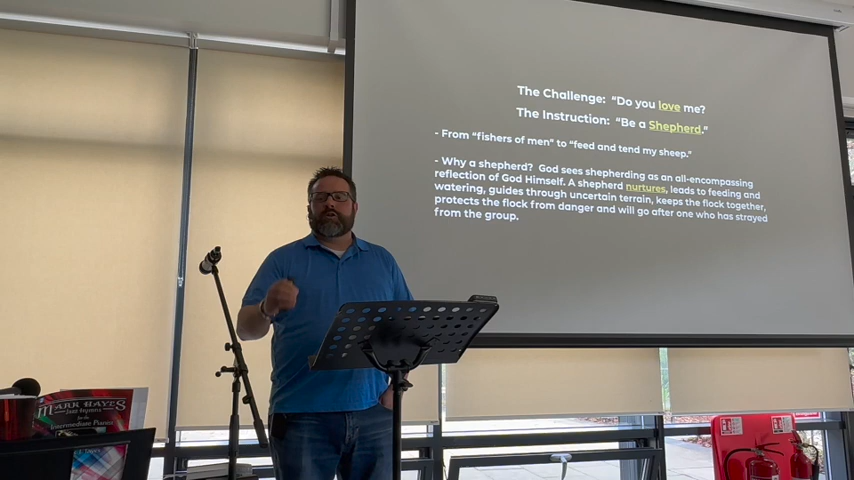 The Challenge: "Do you love me?
The Instruction: "Be a Shepherd."
- From "fishers of men" to "feed and tend my sheep."
- Why a shepherd? God sees shepherding as an all-encompassing
reflection of God Himself. A shepherd nurtures, leads to feeding and
watering, guides through uncertain terrain, keeps the flock together,
protects the flock from danger and will go after one who has strayed
from the group.
MARK HAYES
Jazz Hymns
for the
Intermediate Pianist